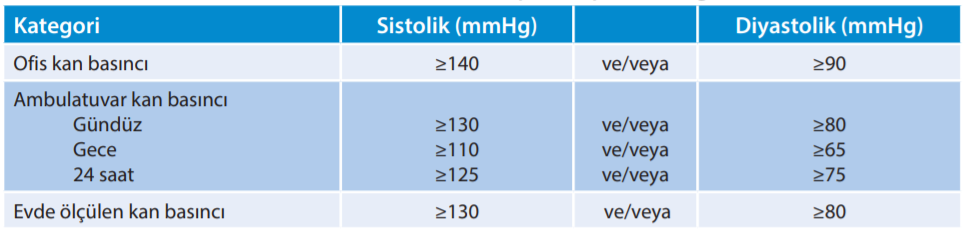 Kategori Sistolik (mmHg) Diyastolik (mmHg)
Ofis kan basıncı ≥140 ve/veya ≥90
Ambulatuvar kan basıncı
Gündüz ≥130 ve/veya ≥80
Gece ≥110 ve/veya ≥65
24 saat ≥125 ve/veya ≥75
Evde ölçülen kan basıncı ≥130 ve/veya ≥80